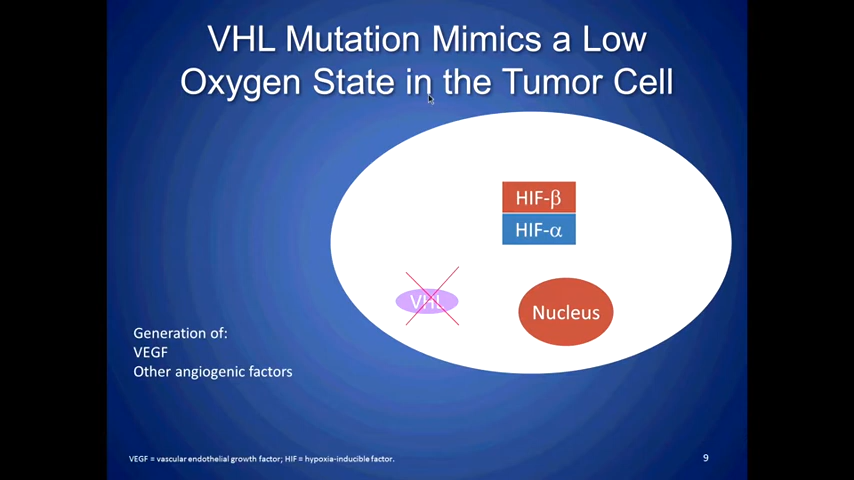 VHL Mutation Mimics a Low
Oxygen State in the Tumor Cell
HIF-β
HIF-α
VHL
Nucleus
Generation of:
VEGF
Other angiogenic factors
VEGF = vascular endothelial growth factor; HIF = hypoxia-inducible factor.
9